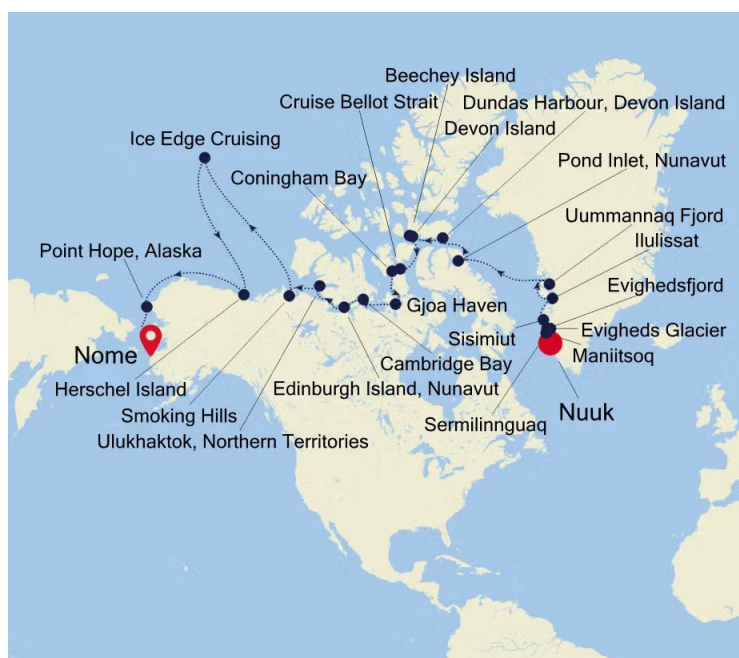 Beechey Island
Cruise Bellot Strait
Dundas Harbour, Devon Island
Devon Island
Ice Edge Cruising
Pond Inlet, Nunavut
Coningham Bay
Uummannaq Fjord
Ilulissat
Point Hope, Alaska
Evighedsfjord
Gjoa Haven
Evigheds Glacier
Sisimiut
Nome
Maniitsoq
Cambridge Bay
Herschel Island
Edinburgh Island, Nunavut
Nuuk
Smoking Hills
Sermilinnguaq
Ulukhaktok, Northern Territories